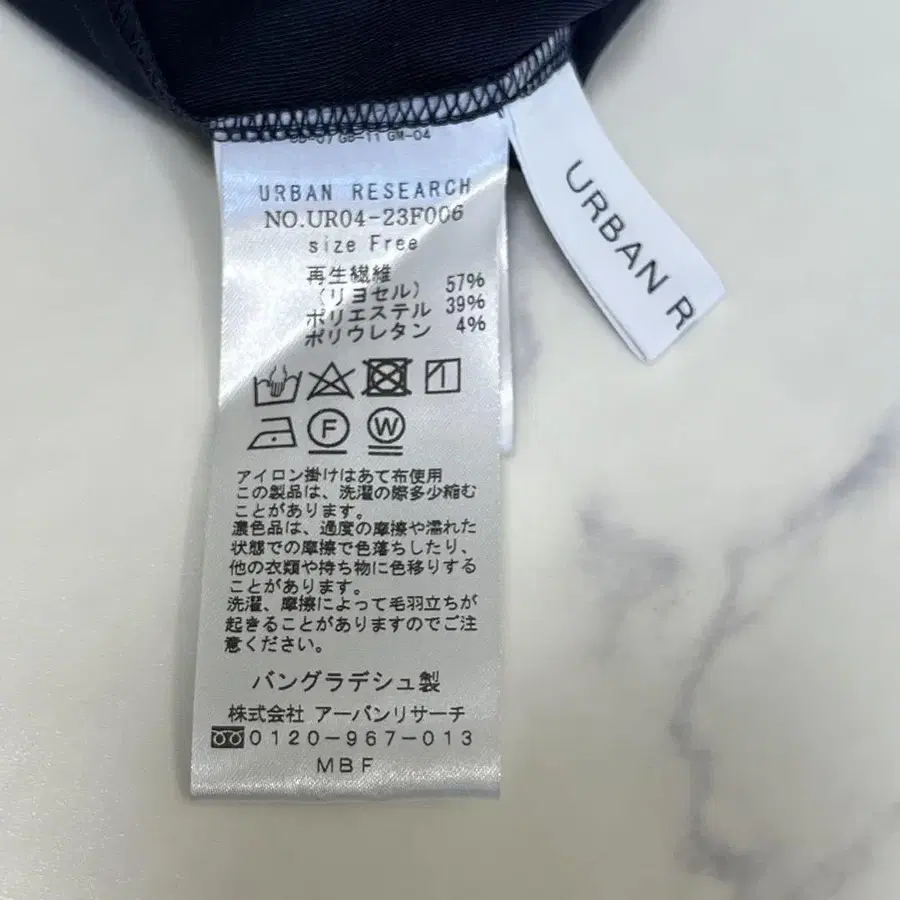 GB-11 GM-04
URBAN RESEARCH
NO.UR04-23F006
size Free
再生繊維
(リヨセル) 57%
ポリエステル 39%
ポリウレタン 4%
F W
アイロン掛けはあて布使用
この製品は、洗濯の際多少縮む
ことがあります。
濃色品は、過度の摩擦や濡れた
状態での摩擦で色落ちしたり、
他の衣類や持ち物に色移りする
ことがあります。
洗濯、摩擦によって毛羽立ちが
起きることがありますのでご注
意ください。
バングラデシュ製
株式会社 アーバンリサーチ
0120-967-013
MBF
URBAN R